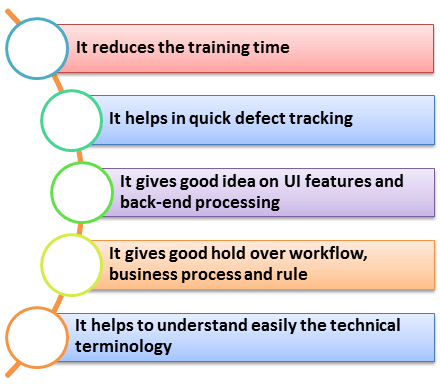 It reduces the training time
It helps in quick defect tracking
It gives good idea on UI features and
back-end processing
It gives good hold over workflow,
business process and rule
It helps to understand easily the technical
terminology